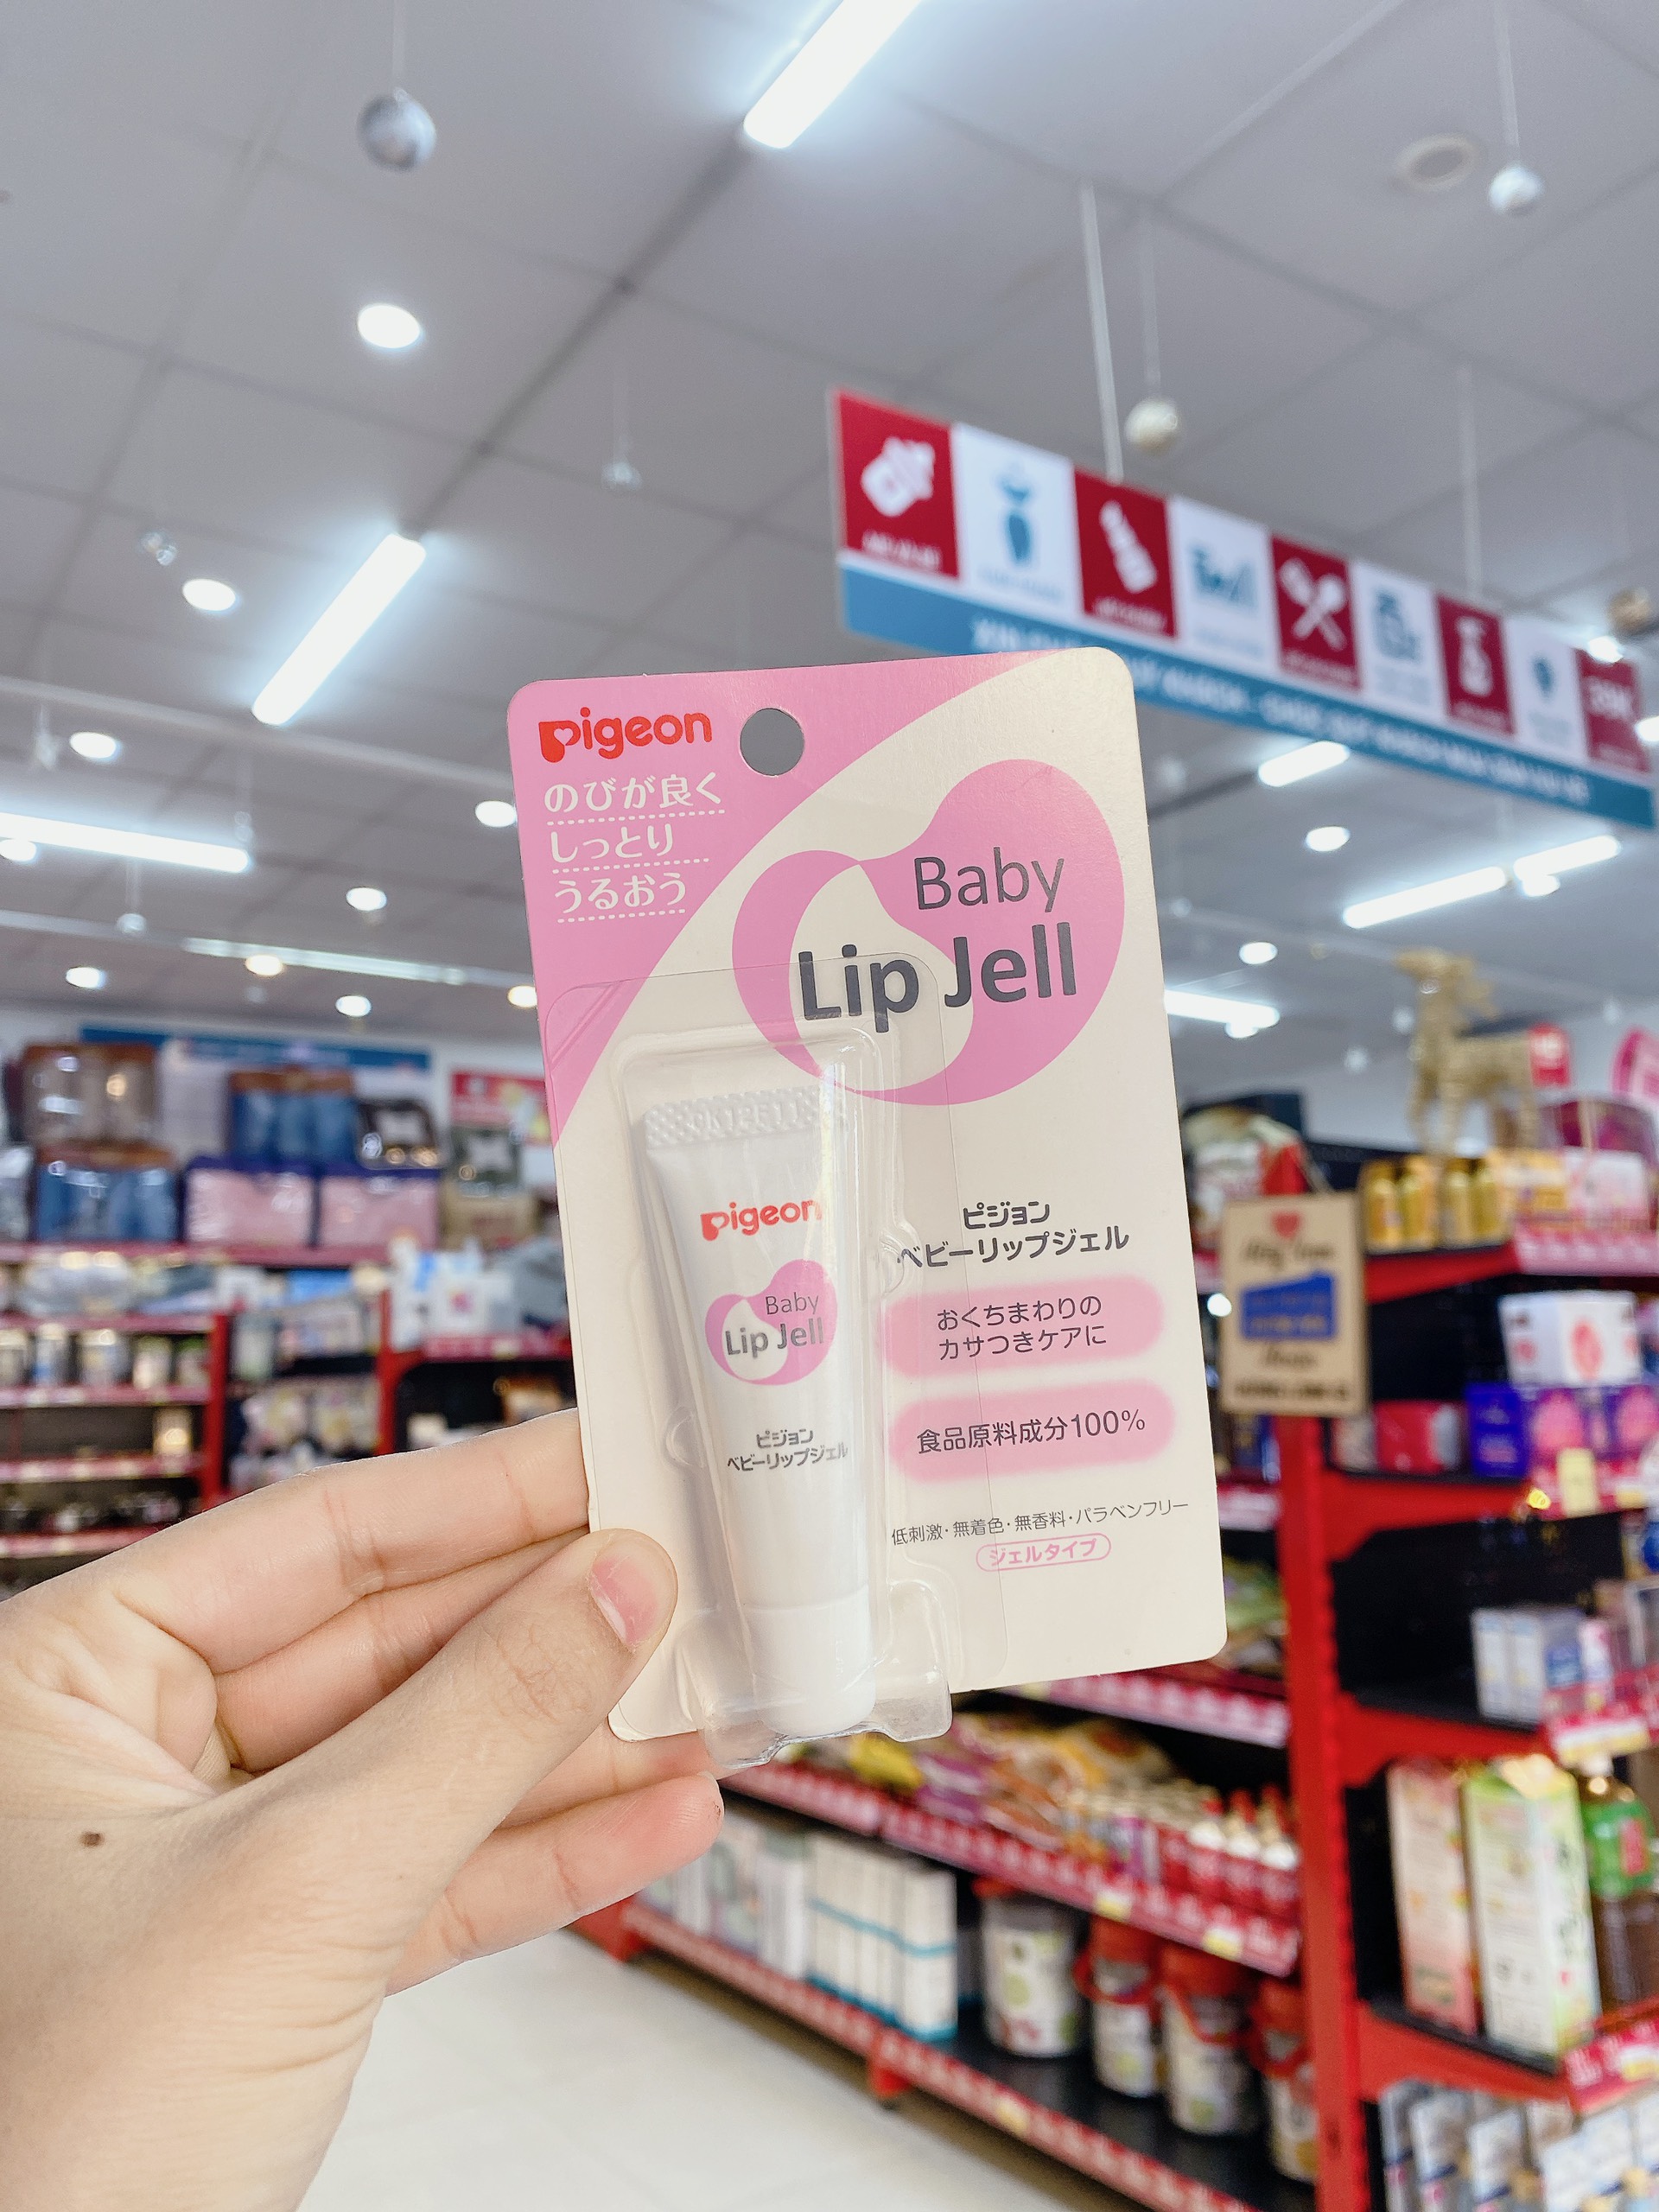 pigeon
のびが良く
しっとり
うるおう
Baby
Lip Jell
pigeon
Baby
Lip Jell
ピジョン
ベビーリップジェル
ピジョン
ベビーリップジェル
おくちまわりの
カサつきケアに
食品原料成分100%
低刺激・無着色・無香料・パラベンフリー
ジェルタイプ
39K